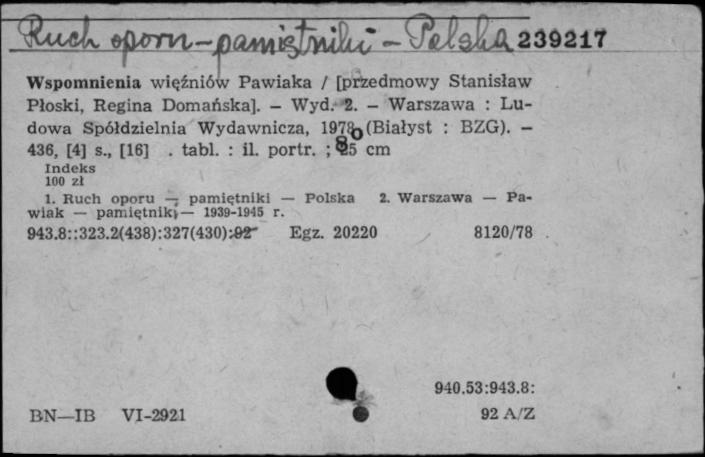 Ruch oporu – pamiętniki – Polska 239217
Wspomnienia więźniów Pawiaka / [przedmowy Stanisław
Płoski, Regina Domańska]. – Wyd. 2. – Warszawa : Lu-
dowa Spółdzielnia Wydawnicza, 1978 (Białyst : BZG). –
436, [4] s., [16] . tabl. : il. portr. ; 25 cm
Indeks
100 zł
1. Ruch oporu — pamiętniki — Polska 2. Warszawa — Pa-
wiak — pamiętniki — 1939-1945 r.
943.8::323.2(438):327(430):92 Egz. 20220 8120/78
940.53:943.8:
BN—IB VI-2921 92 A/Z